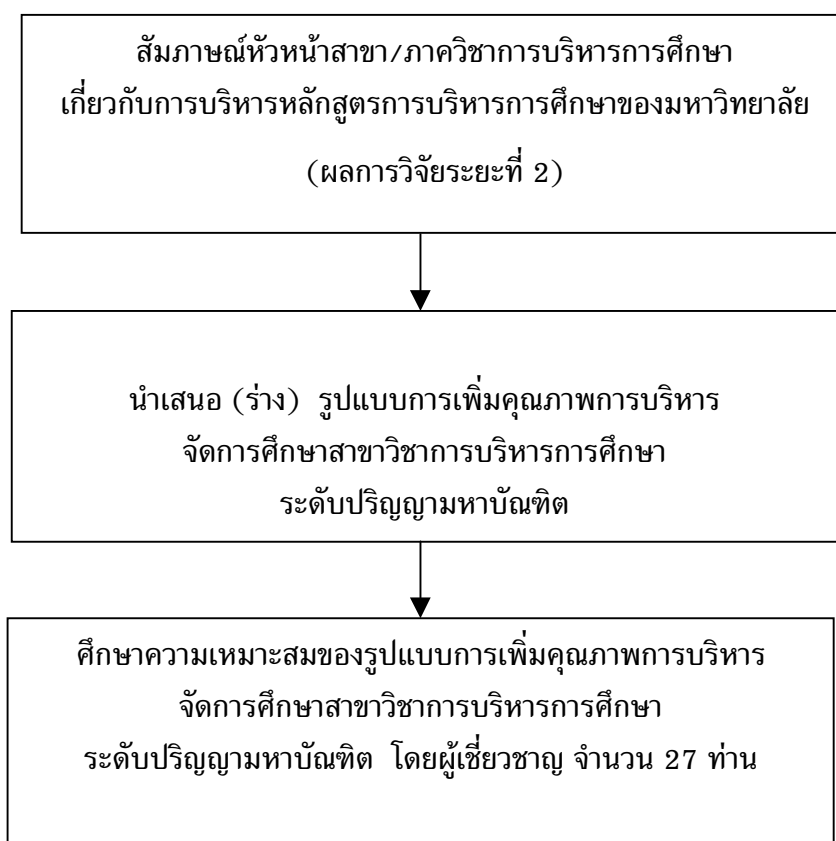 สัมภาษณ์หัวหน้าสาขา/ภาควิชาการบริหารการศึกษา
เกี่ยวกับการบริหารหลักสูตรการบริหารการศึกษาของมหาวิทยาลัย
(ผลการวิจัยระยะที่ 2)
นำเสนอ (ร่าง) รูปแบบการเพิ่มคุณภาพการบริหาร
จัดการศึกษาสาขาวิชาการบริหารการศึกษา
ระดับปริญญามหาบัณฑิต
ศึกษาความเหมาะสมของรูปแบบการเพิ่มคุณภาพการบริหาร
จัดการศึกษาสาขาวิชาการบริหารการศึกษา
ระดับปริญญามหาบัณฑิต โดยผู้เชี่ยวชาญ จำนวน 27 ท่าน